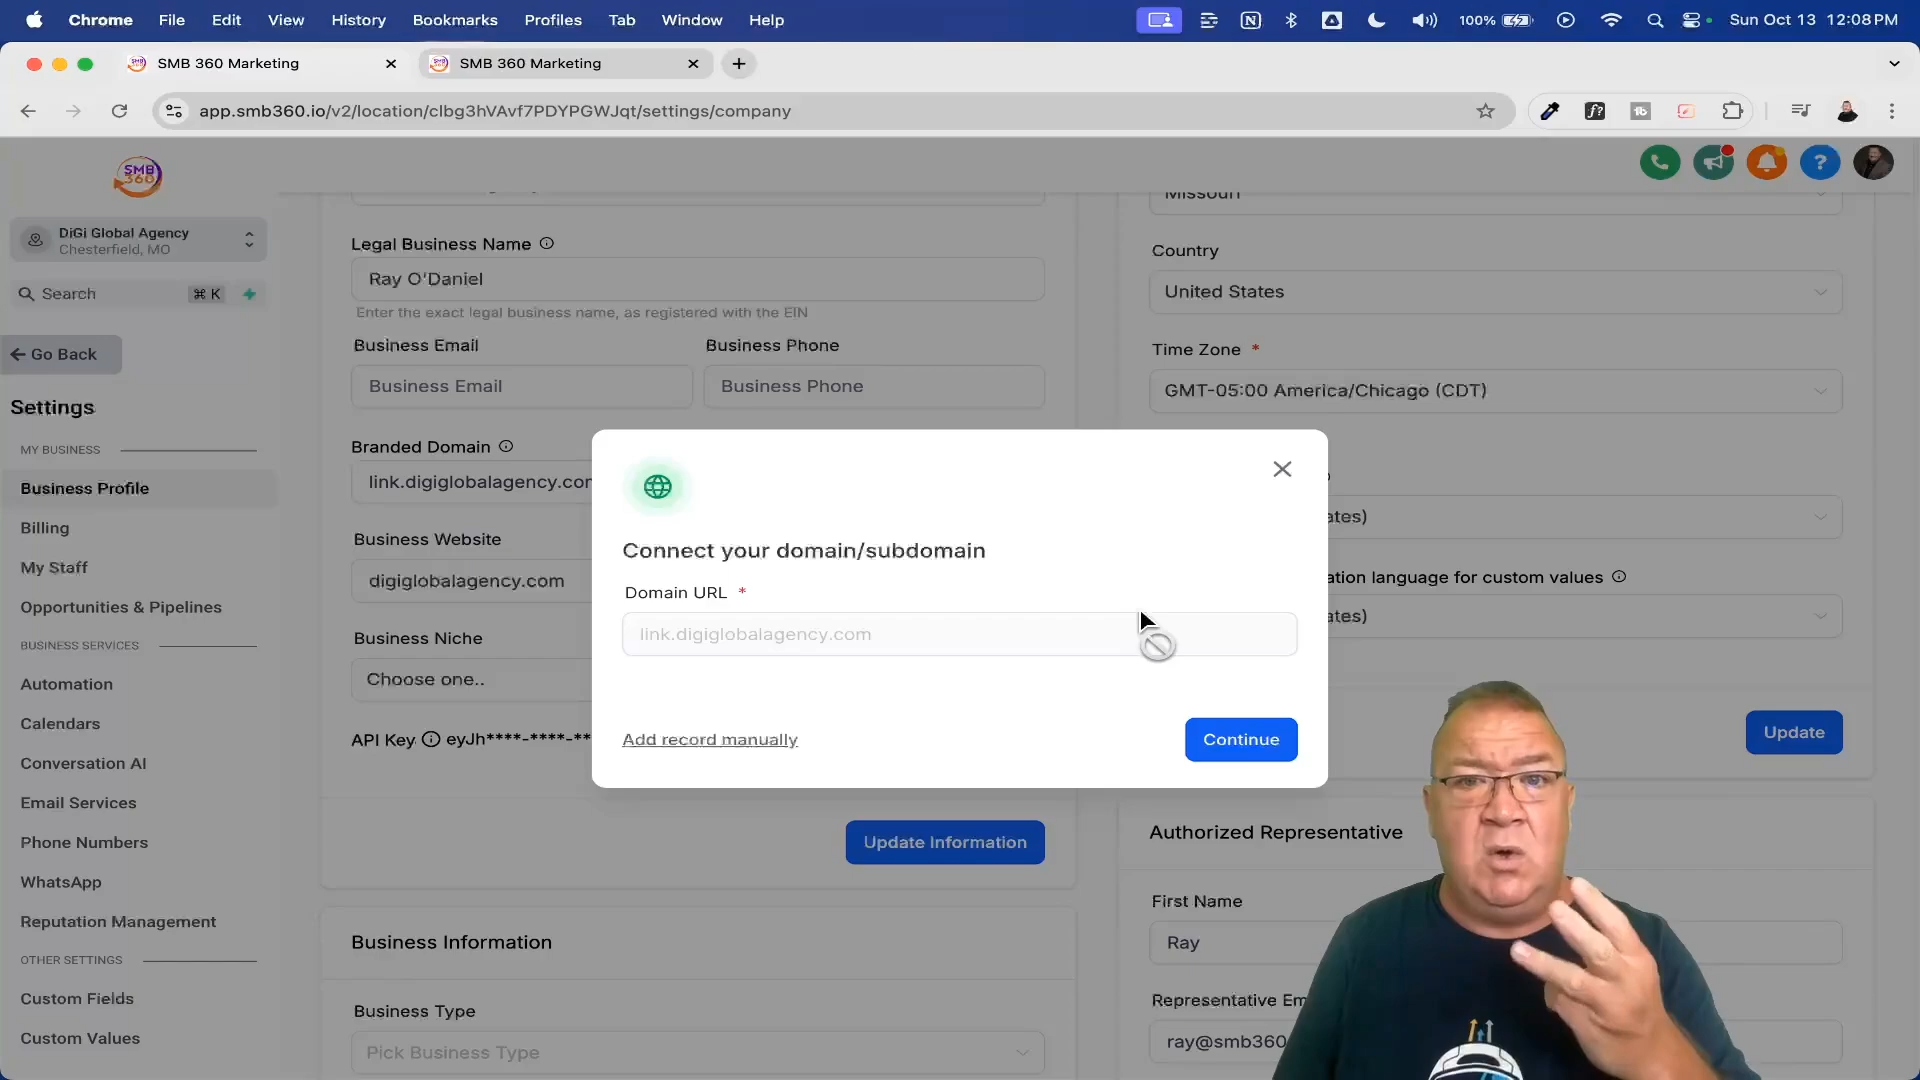 Chrome File Edit View History Bookmarks Profiles Tab Window Help 100% Sun Oct 13 12:08 PM
SMB 360 Marketing SMB 360 Marketing
app.smb360.io/v2/location/clbg3hVAvf7PDYPGWJqt/settings/company
SMB 360
DiGi Global Agency
Chesterfield, MO
Search ⌘ K
Go Back
Settings
MY BUSINESS
Business Profile
Billing
My Staff
Opportunities & Pipelines
BUSINESS SERVICES
Automation
Calendars
Conversation AI
Email Services
Phone Numbers
WhatsApp
Reputation Management
OTHER SETTINGS
Custom Fields
Custom Values
Legal Business Name
Ray O'Daniel
Enter the exact legal business name, as registered with the EIN
Business Email Business Phone
Business Email Business Phone
Branded Domain
link.digiglobalagency.com
Business Website
digiglobalagency.com
Business Niche
Choose one..
API Key eyJh****-****-**
Update Information
Business Information
Business Type
Pick Business Type
Connect your domain/subdomain
Domain URL *
link.digiglobalagency.com
Add record manually Continue
Missouri
Country
United States
Time Zone *
GMT-05:00 America/Chicago (CDT)
ates)
ation language for custom values
ates)
Update
Authorized Representative
First Name
Ray
Representative Em
ray@smb360